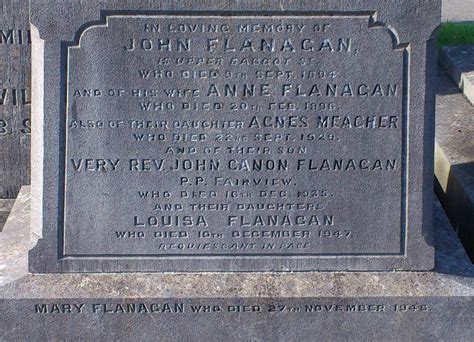 IN LOVING MEMORY OF
JOHN FLANAGAN,
UPPER BAGGOT ST
WHO DIED 9TH SEPT. 1894.
AND OF HIS WIFE ANNE FLANAGAN
WHO DIED 20TH FEB. 1896.
ALSO OF THEIR DAUGHTER AGNES MEAGHER
WHO DIED 22ND SEPT. 1929.
AND OF THEIR SON
VERY REV. JOHN CANON FLANAGAN
P.P. FAIRVIEW.
WHO DIED 16TH DEC. 1935.
AND THEIR DAUGHTERS
LOUISA FLANAGAN
WHO DIED 10TH DECEMBER 1947.
REQUIESCANT IN PACE.
MARY FLANAGAN WHO DIED 27TH NOVEMBER 1948.